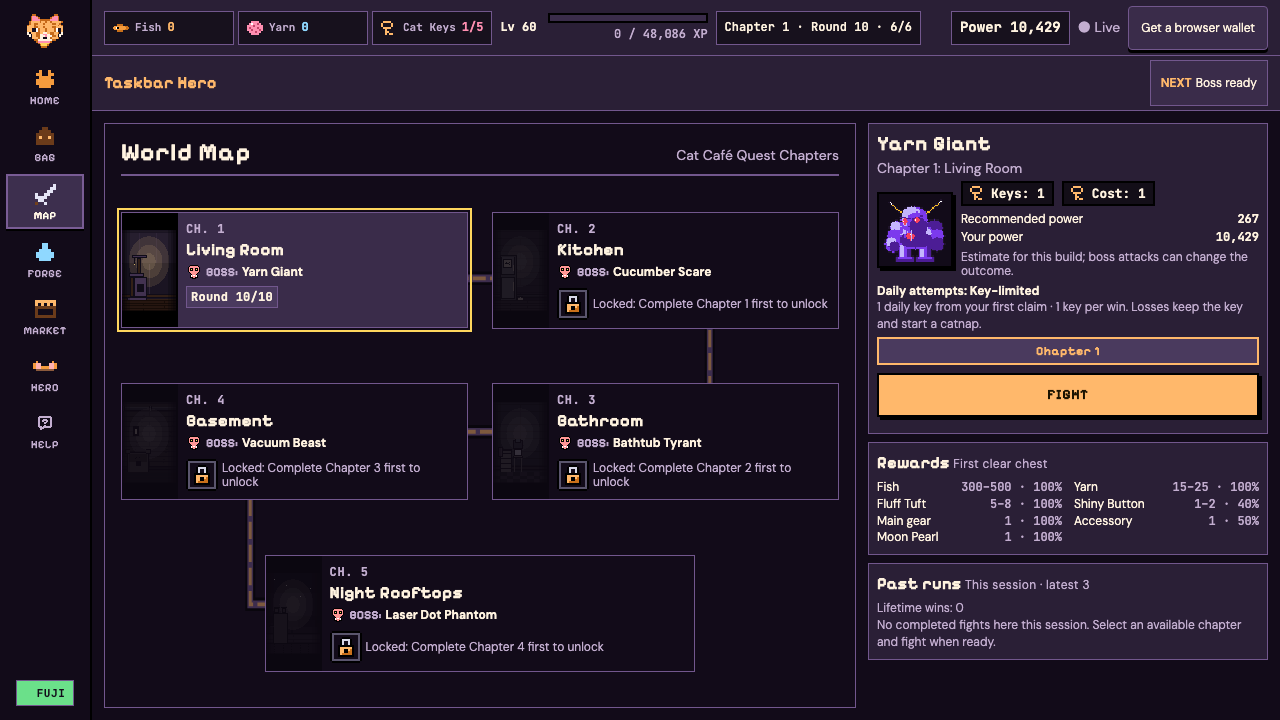 Fish 0
Yarn 0
Cat Keys 1/5
Lv 60
0 / 48,086 XP
Chapter 1 · Round 10 · 6/6
Power 10,429
Live
Get a browser wallet
HOME
BAG
MAP
FORGE
MARKET
HERO
HELP
FUJI
Taskbar Hero
NEXT Boss ready
World Map
Cat Café Quest Chapters
CH. 1
Living Room
BOSS: Yarn Giant
Round 10/10
CH. 2
Kitchen
BOSS: Cucumber Scare
Locked: Complete Chapter 1 first to unlock
CH. 4
Basement
BOSS: Vacuum Beast
Locked: Complete Chapter 3 first to
unlock
CH. 3
Bathroom
BOSS: Bathtub Tyrant
Locked: Complete Chapter 2 first to
unlock
CH. 5
Night Rooftops
BOSS: Laser Dot Phantom
Locked: Complete Chapter 4 first to unlock
Yarn Giant
Chapter 1: Living Room
Keys: 1
Cost: 1
Recommended power 267
Your power 10,429
Estimate for this build; boss attacks can change the
outcome.
Daily attempts: Key-limited
1 daily key from your first claim · 1 key per win. Losses keep the key
and start a catnap.
Chapter 1
FIGHT
Rewards First clear chest
Fish 300–500 · 100% Yarn 15–25 · 100%
Fluff Tuft 5–8 · 100% Shiny Button 1–2 · 40%
Main gear 1 · 100% Accessory 1 · 50%
Moon Pearl 1 · 100%
Past runs This session · latest 3
Lifetime wins: 0
No completed fights here this session. Select an available chapter
and fight when ready.